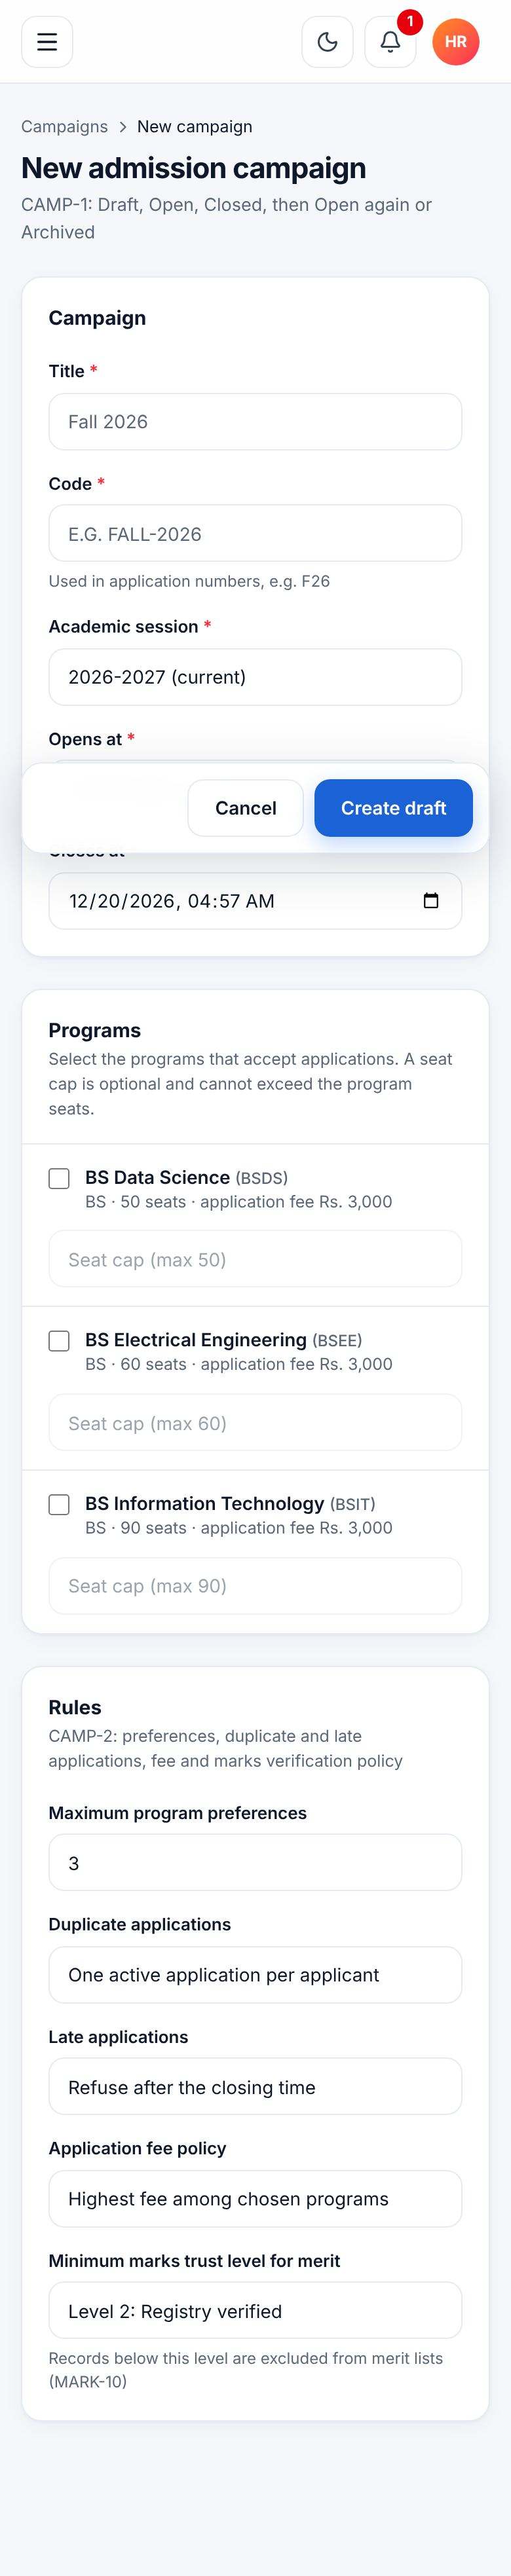 1
HR
Campaigns > New campaign
New admission campaign
CAMP-1: Draft, Open, Closed, then Open again or
Archived
Campaign
Title *
Fall 2026
Code *
E.G. FALL-2026
Used in application numbers, e.g. F26
Academic session *
2026-2027 (current)
Opens at *
Cancel
Create draft
Closes at
12/20/2026, 04:57 AM
Programs
Select the programs that accept applications. A seat
cap is optional and cannot exceed the program
seats.
BS Data Science (BSDS)
BS · 50 seats · application fee Rs. 3,000
Seat cap (max 50)
BS Electrical Engineering (BSEE)
BS · 60 seats · application fee Rs. 3,000
Seat cap (max 60)
BS Information Technology (BSIT)
BS · 90 seats · application fee Rs. 3,000
Seat cap (max 90)
Rules
CAMP-2: preferences, duplicate and late
applications, fee and marks verification policy
Maximum program preferences
3
Duplicate applications
One active application per applicant
Late applications
Refuse after the closing time
Application fee policy
Highest fee among chosen programs
Minimum marks trust level for merit
Level 2: Registry verified
Records below this level are excluded from merit lists
(MARK-10)